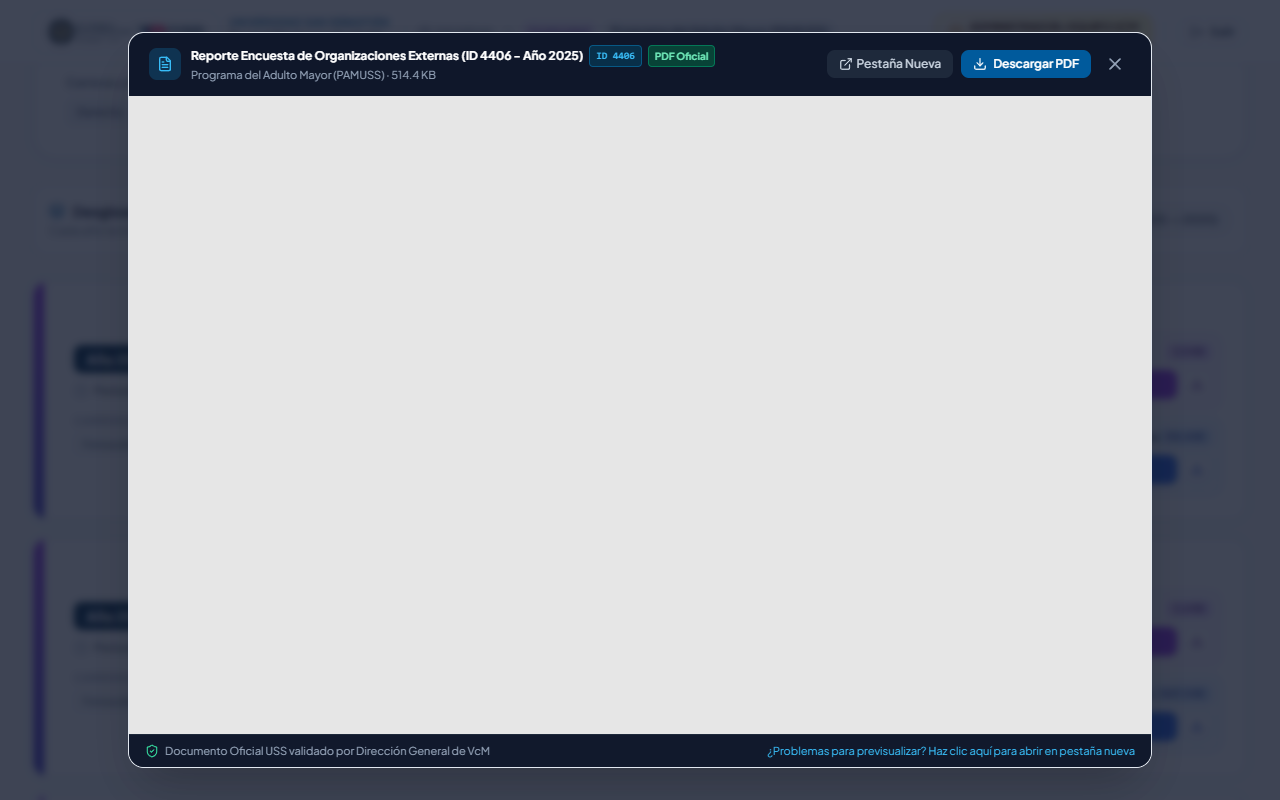 Reporte Encuesta de Organizaciones Externas (ID 4406 – Año 2025) ID 4406 PDF Oficial
Programa del Adulto Mayor (PAMUSS) · 514.4 KB
Pestaña Nueva
Descargar PDF
Documento Oficial USS validado por Dirección General de VcM
¿Problemas para previsualizar? Haz clic aquí para abrir en pestaña nueva